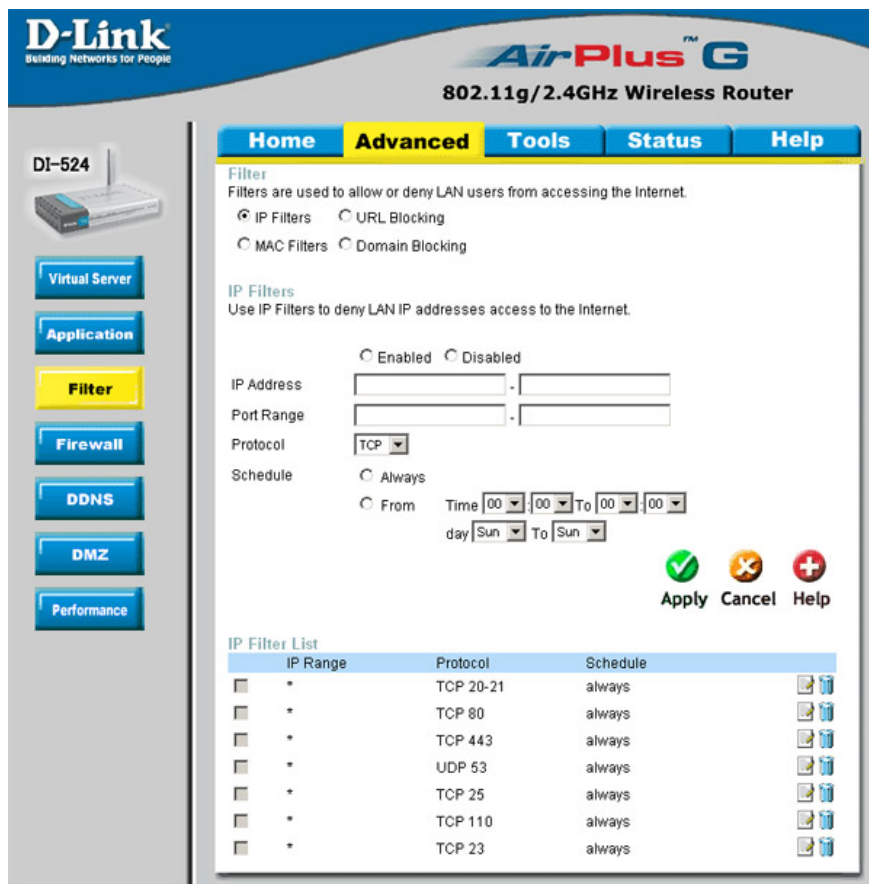 D-Link
Building Networks for People
AirPlus G™
802.11g/2.4GHz Wireless Router
DI-524
Home Advanced Tools Status Help
Virtual Server
Application
Filter
Firewall
DDNS
DMZ
Performance
Filter
Filters are used to allow or deny LAN users from accessing the Internet.
IP Filters URL Blocking
MAC Filters Domain Blocking
IP Filters
Use IP Filters to deny LAN IP addresses access to the Internet.
Enabled Disabled
IP Address -
Port Range -
Protocol TCP
Schedule Always
From Time 00 : 00 To 00 : 00
day Sun To Sun
Apply Cancel Help
IP Filter List
IP Range Protocol Schedule
* TCP 20-21 always
* TCP 80 always
* TCP 443 always
* UDP 53 always
* TCP 25 always
* TCP 110 always
* TCP 23 always